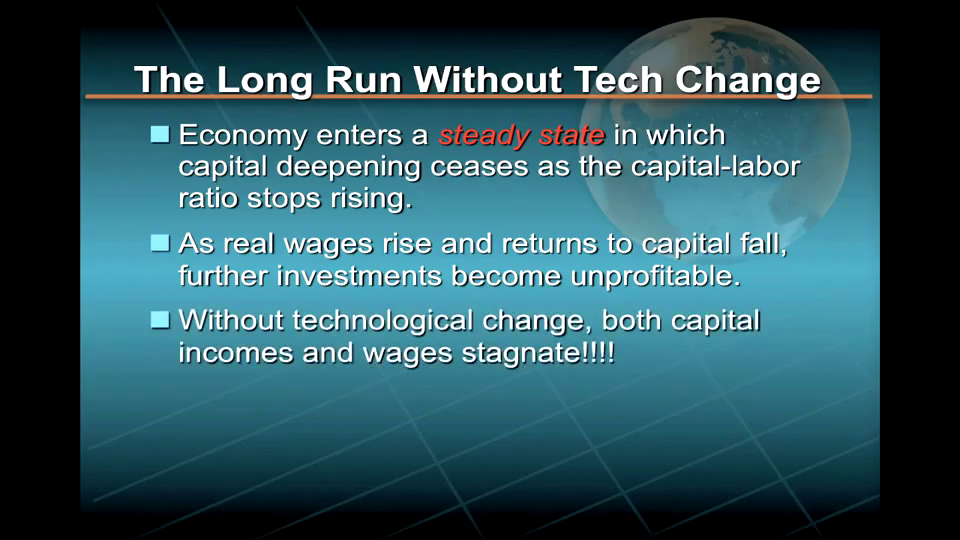 The Long Run Without Tech Change
Economy enters a steady state in which
capital deepening ceases as the capital-labor
ratio stops rising.
As real wages rise and returns to capital fall,
further investments become unprofitable.
Without technological change, both capital
incomes and wages stagnate!!!!